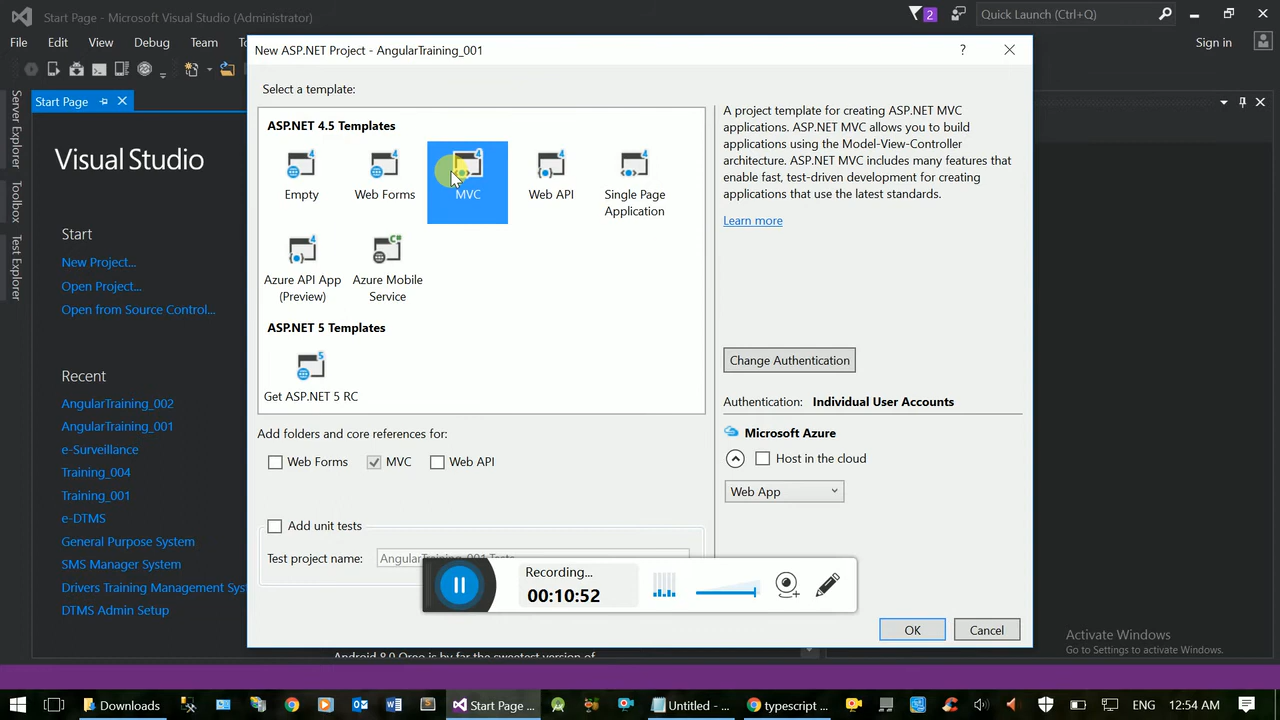 Start Page - Microsoft Visual Studio (Administrator)
2
Quick Launch (Ctrl+Q)
File Edit View Debug Team
Sign in
Start Page
Server Explorer
Toolbox
Test Explorer
Visual Studio
Start
New Project...
Open Project...
Open from Source Control...
Recent
AngularTraining_002
AngularTraining_001
e-Surveillance
Training_004
Training_001
e-DTMS
General Purpose System
SMS Manager System
Drivers Training Management Sys
DTMS Admin Setup
New ASP.NET Project - AngularTraining_001
?
Select a template:
ASP.NET 4.5 Templates
Empty
Web Forms
MVC
Web API
Single Page
Application
Azure API App
(Preview)
Azure Mobile
Service
ASP.NET 5 Templates
Get ASP.NET 5 RC
Add folders and core references for:
Web Forms MVC Web API
Add unit tests
Test project name: AngularTraining_001.Tests
A project template for creating ASP.NET MVC
applications. ASP.NET MVC allows you to build
applications using the Model-View-Controller
architecture. ASP.NET MVC includes many features that
enable fast, test-driven development for creating
applications that use the latest standards.
Learn more
Change Authentication
Authentication: Individual User Accounts
Microsoft Azure
Host in the cloud
Web App
Recording...
00:10:52
OK Cancel
Android 8.0 Oreo is by far the sweetest version of
Activate Windows
Go to Settings to activate Windows.
Downloads
Start Page ...
Untitled - ...
typescript ...
ENG
12:54 AM